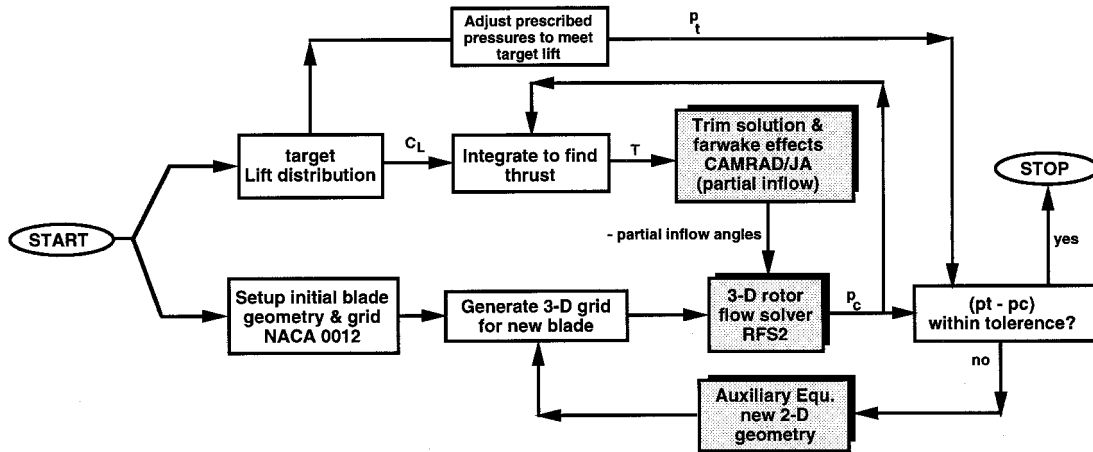 Adjust prescribed
pressures to meet
target lift
p
t
target
Lift distribution
C
L
Integrate to find
thrust
T
Trim solution &
farwake effects
CAMRAD/JA
(partial inflow)
STOP
START
- partial inflow angles
yes
Setup initial blade
geometry & grid
NACA 0012
Generate 3-D grid
for new blade
3-D rotor
flow solver
RFS2
p
c
(pt - pc)
within tolerence?
no
Auxiliary Equ.
new 2-D
geometry